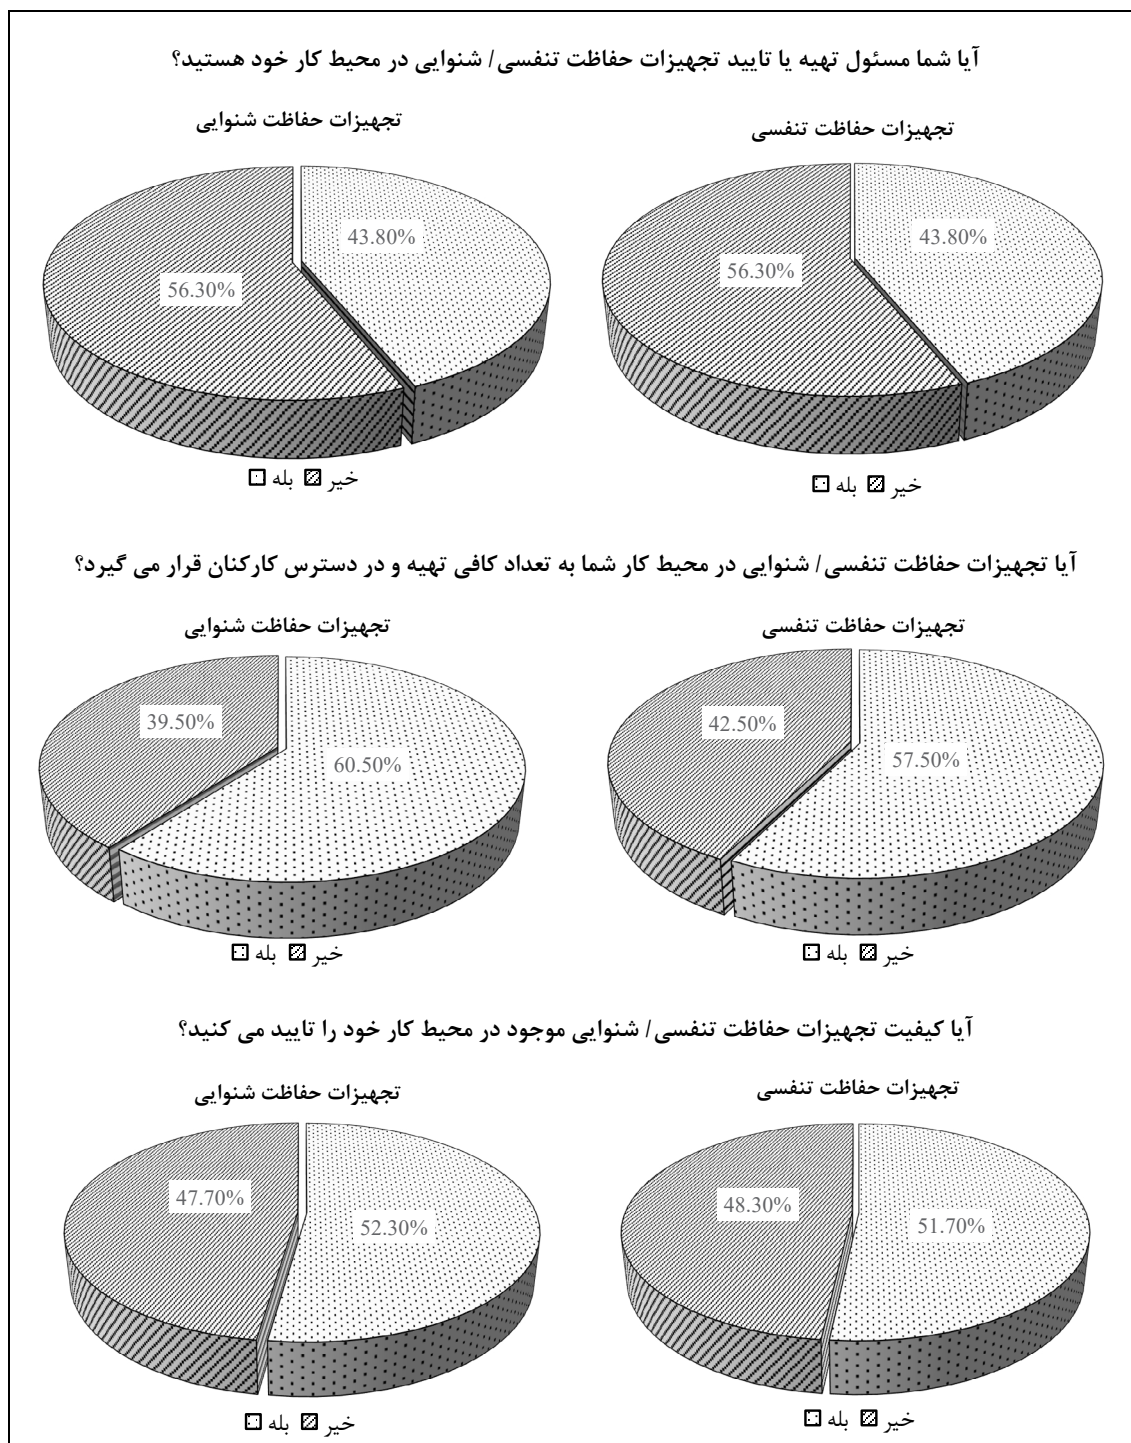 آیا شما مسئول تهیه یا تایید تجهیزات حفاظت تنفسی/ شنوایی در محیط کار خود هستید؟
تجهیزات حفاظت تنفسی
تجهیزات حفاظت شنوایی
43.80%
56.30%
43.80%
56.30%
بله خیر
بله خیر
آیا تجهیزات حفاظت تنفسی/ شنوایی در محیط کار شما به تعداد کافی تهیه و در دسترس کارکنان قرار می گیرد؟
تجهیزات حفاظت تنفسی
تجهیزات حفاظت شنوایی
57.50%
42.50%
60.50%
39.50%
بله خیر
بله خیر
آیا کیفیت تجهیزات حفاظت تنفسی/ شنوایی موجود در محیط کار خود را تایید می کنید؟
تجهیزات حفاظت تنفسی
تجهیزات حفاظت شنوایی
51.70%
48.30%
52.30%
47.70%
بله خیر
بله خیر